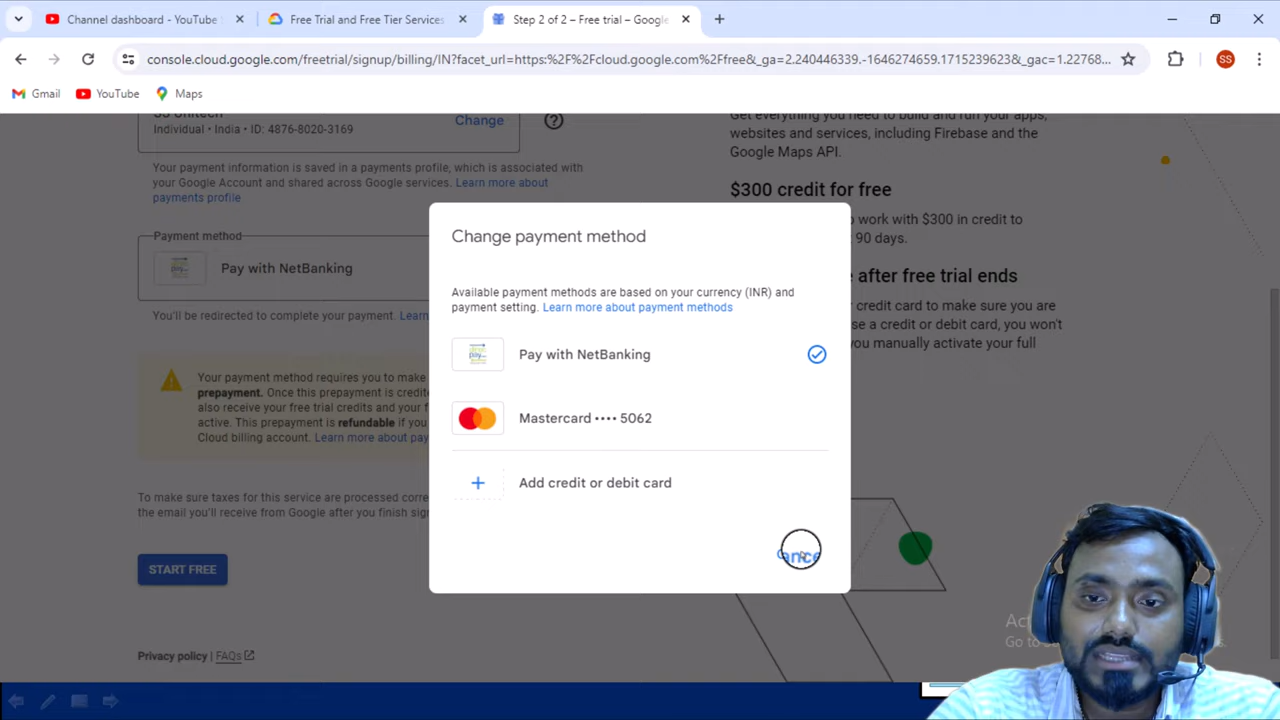 Channel dashboard - YouTube
Free Trial and Free Tier Services
Step 2 of 2 – Free trial – Google
console.cloud.google.com/freetrial/signup/billing/IN?facet_url=https:%2F%2Fcloud.google.com%2Ffree&_ga=2.240446339.-1646274659.1715239623&_gac=1.22768...
SS
Gmail
YouTube
Maps
SS Unitech
Individual • India • ID: 4876-8020-3169
Change
Your payment information is saved in a payments profile, which is associated with
your Google Account and shared across Google services. Learn more about
payments profile
Payment method
Pay with NetBanking
You'll be redirected to complete your payment. Learn
Your payment method requires you to make
prepayment. Once this prepayment is credite
also receive your free trial credits and your f
active. This prepayment is refundable if you
Cloud billing account. Learn more about pay
To make sure taxes for this service are processed corre
the email you'll receive from Google after you finish sign
START FREE
Privacy policy | FAQs
Get everything you need to build and run your apps,
websites and services, including Firebase and the
Google Maps API.
$300 credit for free
o work with $300 in credit to
t 90 days.
e after free trial ends
r credit card to make sure you are
se a credit or debit card, you won't
you manually activate your full
Change payment method
Available payment methods are based on your currency (INR) and
payment setting. Learn more about payment methods
Pay with NetBanking
Mastercard •••• 5062
Add credit or debit card
Cance
Go to S